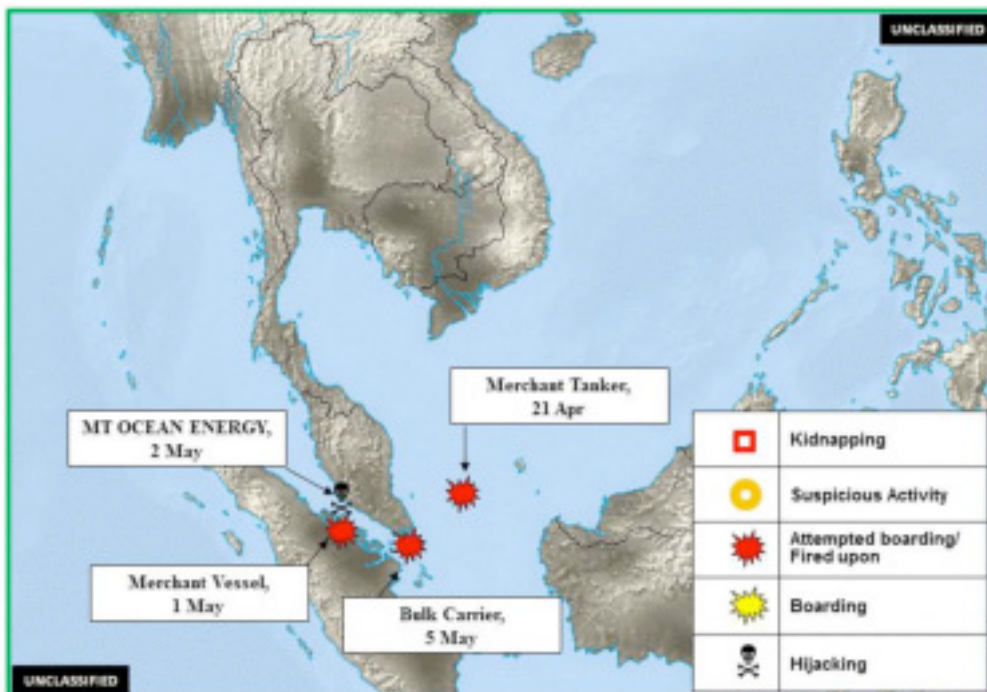 UNCLASSIFIED
Merchant Tanker,
21 Apr
MT OCEAN ENERGY,
2 May
Merchant Vessel,
1 May
Bulk Carrier,
5 May
Kidnapping
Suspicious Activity
Attempted boarding/
Fired upon
Boarding
Hijacking
UNCLASSIFIED